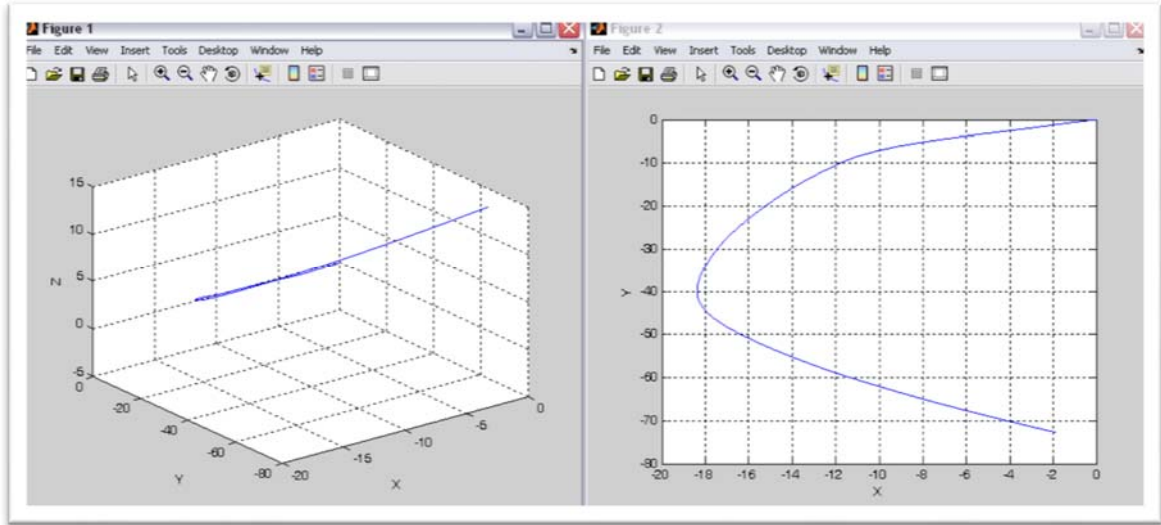 Figure 1
File Edit View Insert Tools Desktop Window Help
15
10
5
0
-5
Z
0
-20
-40
-60
-80
Y
-20
-15
-10
-5
0
X
Figure 2
File Edit View Insert Tools Desktop Window Help
0
-10
-20
-30
-40
-50
-60
-70
-80
Y
-20 -18 -16 -14 -12 -10 -8 -6 -4 -2 0
X